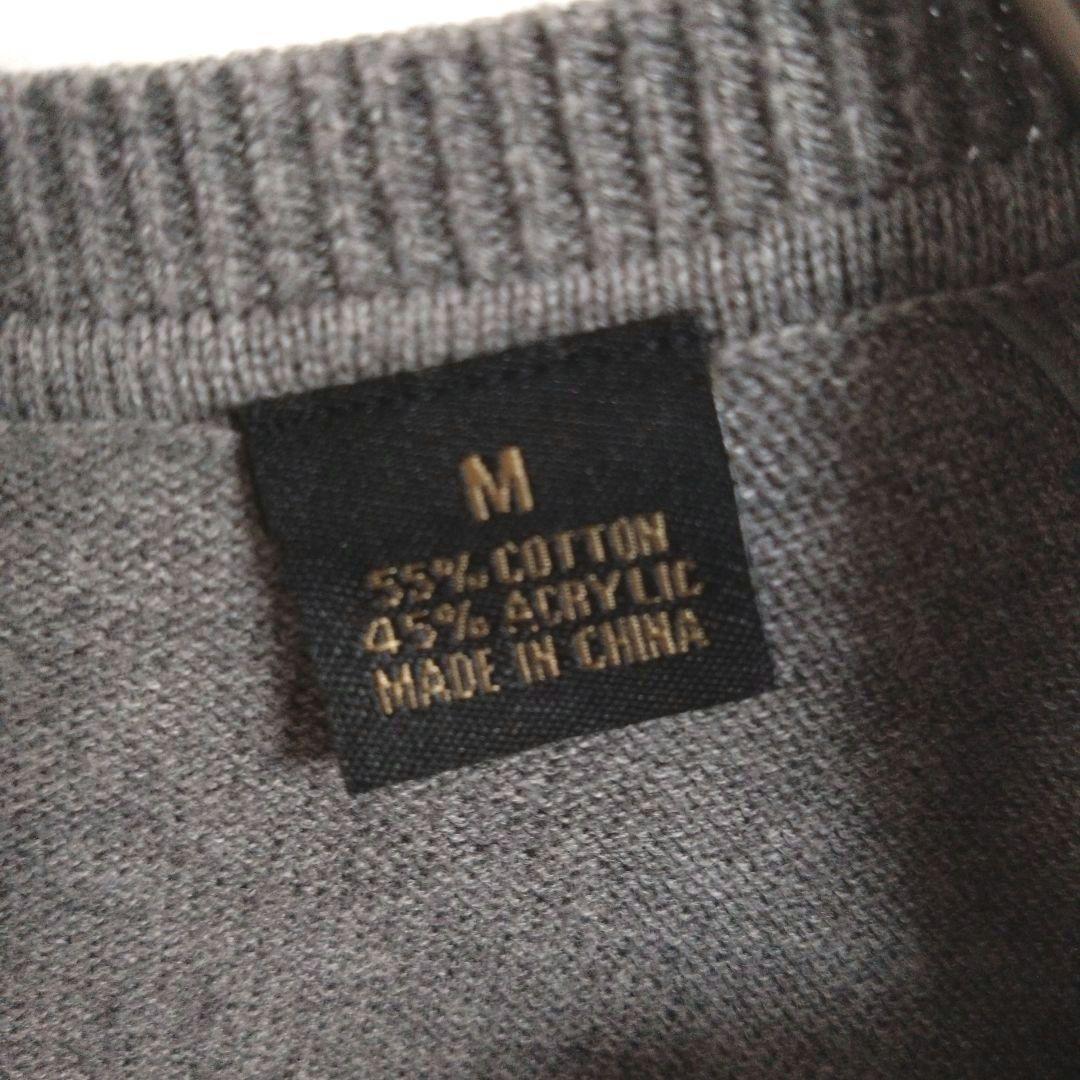 M
55% COTTON
45% ACRYLIC
MADE IN CHINA